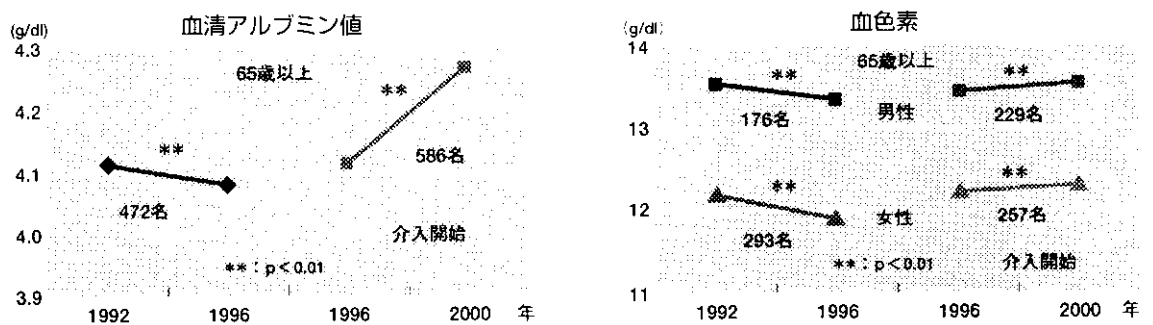 血清アルブミン値
(g/dl)
4.3
4.2
4.1
4.0
3.9
65歳以上
**
472名
**
586名
介入開始
**：p＜0.01
1992 1996 1996 2000 年
血色素
(g/dl)
14
13
12
11
65歳以上
**
176名
男性
**
229名
**
293名
女性
**
257名
**：p＜0.01
介入開始
1992 1996 1996 2000 年